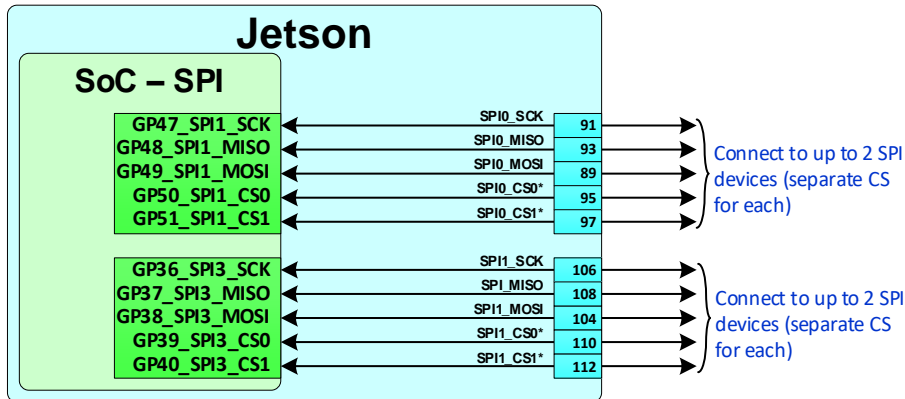 Jetson
SoC – SPI
GP47_SPI1_SCK SPI0_SCK 91
GP48_SPI1_MISO SPI0_MISO 93
GP49_SPI1_MOSI SPI0_MOSI 89
GP50_SPI1_CS0 SPI0_CS0* 95
GP51_SPI1_CS1 SPI0_CS1* 97
Connect to up to 2 SPI
devices (separate CS
for each)
GP36_SPI3_SCK SPI1_SCK 106
GP37_SPI3_MISO SPI_MISO 108
GP38_SPI3_MOSI SPI1_MOSI 104
GP39_SPI3_CS0 SPI1_CS0* 110
GP40_SPI3_CS1 SPI1_CS1* 112
Connect to up to 2 SPI
devices (separate CS
for each)